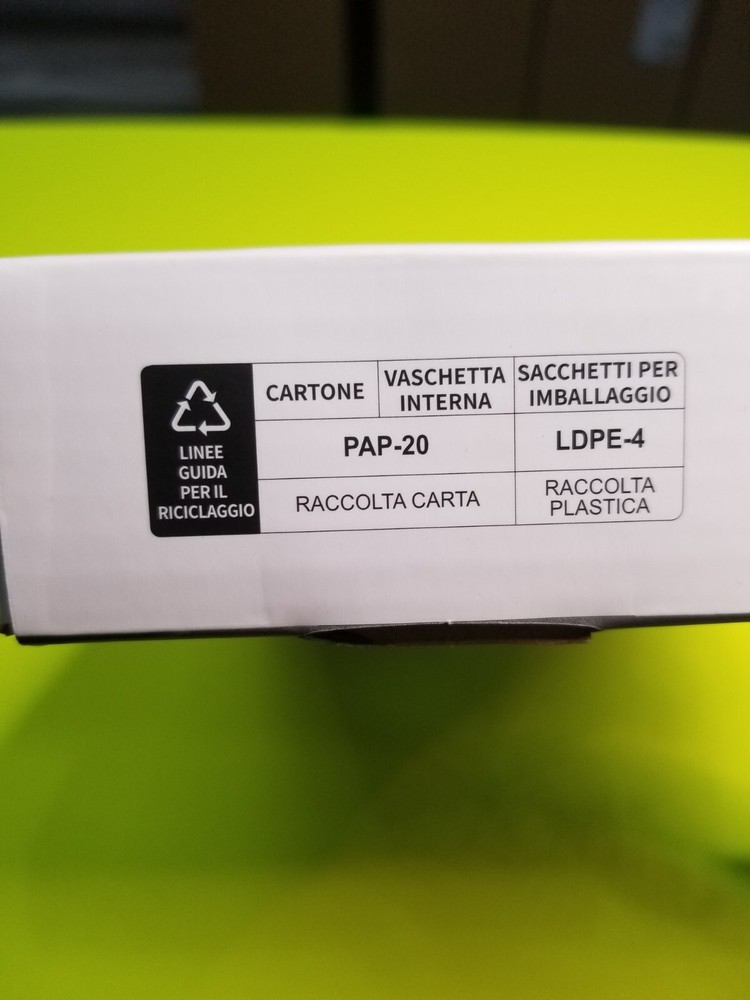 LINEE
GUIDA
PER IL
RICICLAGGIO
CARTONE
VASCHETTA
INTERNA
SACCHETTI PER
IMBALLAGGIO
PAP-20
LDPE-4
RACCOLTA CARTA
RACCOLTA
PLASTICA